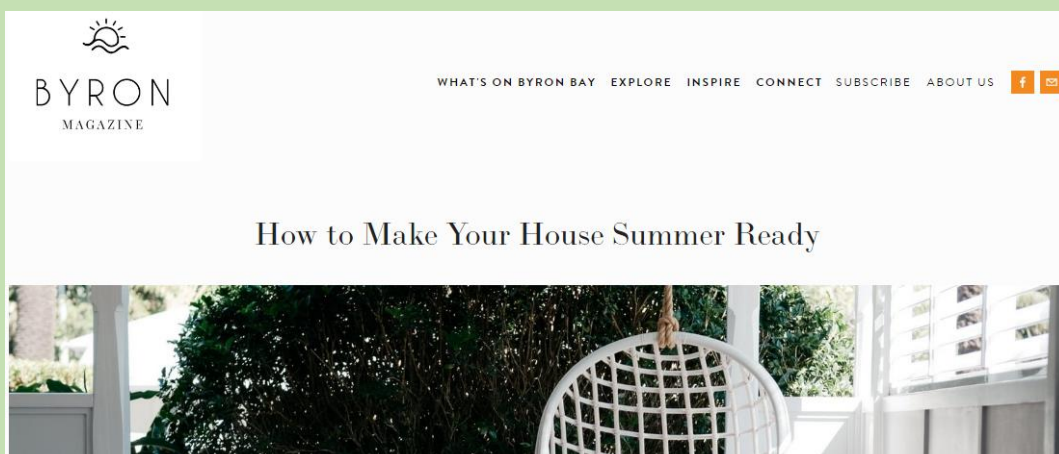 BYRON
MAGAZINE
WHAT'S ON BYRON BAY EXPLORE INSPIRE CONNECT SUBSCRIBE ABOUT US
How to Make Your House Summer Ready